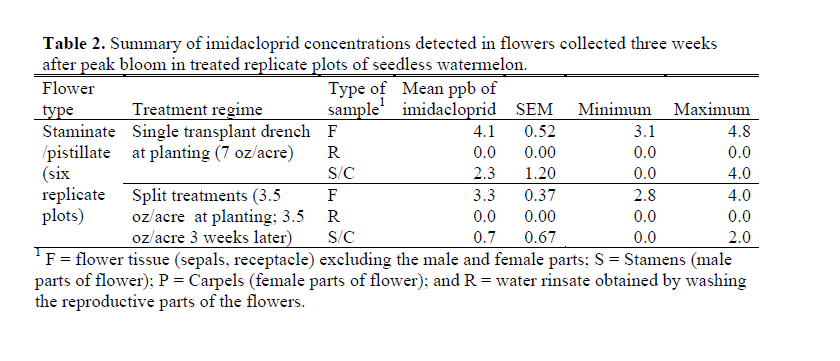 Table 2. Summary of imidacloprid concentrations detected in flowers collected three weeks
after peak bloom in treated replicate plots of seedless watermelon.
Flower Type of Mean ppb of
type Treatment regime sample1 imidacloprid SEM Minimum Maximum
Staminate Single transplant drench F 4.1 0.52 3.1 4.8
/pistillate at planting (7 oz/acre) R 0.0 0.00 0.0 0.0
(six S/C 2.3 1.20 0.0 4.0
replicate Split treatments (3.5 F 3.3 0.37 2.8 4.0
plots) oz/acre at planting; 3.5 R 0.0 0.00 0.0 0.0
oz/acre 3 weeks later) S/C 0.7 0.67 0.0 2.0
1 F = flower tissue (sepals, receptacle) excluding the male and female parts; S = Stamens (male
parts of flower); P = Carpels (female parts of flower); and R = water rinsate obtained by washing
the reproductive parts of the flowers.